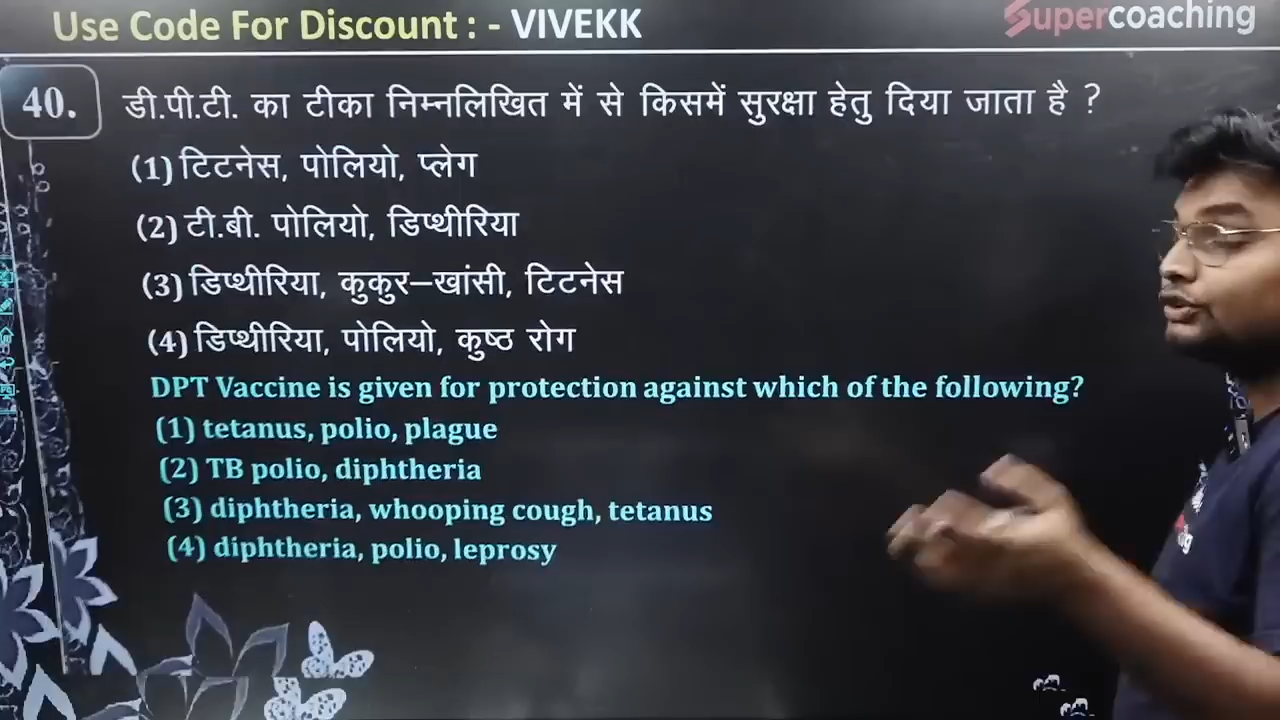 Use Code For Discount : - VIVEKK
Supercoaching
40. डी.पी.टी. का टीका निम्नलिखित में से किसमें सुरक्षा हेतु दिया जाता है ?
(1) टिटनेस, पोलियो, प्लेग
(2) टी.बी. पोलियो, डिप्थीरिया
(3) डिप्थीरिया, कुकुर–खांसी, टिटनेस
(4) डिप्थीरिया, पोलियो, कुष्ठ रोग
DPT Vaccine is given for protection against which of the following?
(1) tetanus, polio, plague
(2) TB polio, diphtheria
(3) diphtheria, whooping cough, tetanus
(4) diphtheria, polio, leprosy